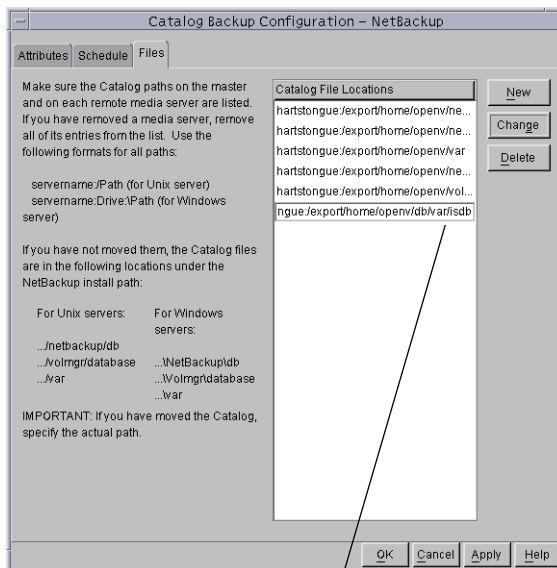 Catalog Backup Configuration – NetBackup
Attributes
Schedule
Files
Make sure the Catalog paths on the master
and on each remote media server are listed.
If you have removed a media server, remove
all of its entries from the list. Use the
following formats for all paths:
servername:/Path (for Unix server)
servername:Drive:\Path (for Windows
server)
If you have not moved them, the Catalog files
are in the following locations under the
NetBackup install path:
For Unix servers:
For Windows
servers:
.../netbackup/db
.../volmgr/database
.../var
...\NetBackup\db
...\Volmgr\database
...\var
IMPORTANT: If you have moved the Catalog,
specify the actual path.
Catalog File Locations
hartstongue:/export/home/openv/ne...
hartstongue:/export/home/openv/ne...
hartstongue:/export/home/openv/var
hartstongue:/export/home/openv/ne...
hartstongue:/export/home/openv/vol...
ngue:/export/home/openv/db/var/isdb
New
Change
Delete
OK
Cancel
Apply
Help